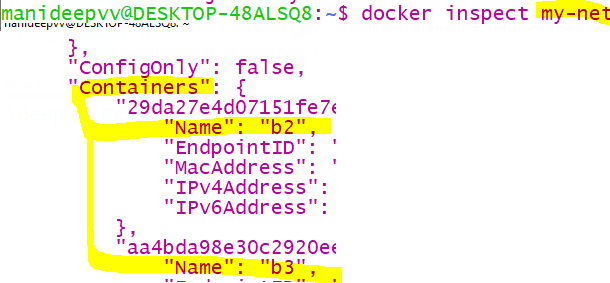 manideepvv@DESKTOP-48ALSQ8:~$ docker inspect my-net
manideepvv@DESKTOP-48ALSQ8: ~
},
"ConfigOnly": false,
"Containers": {
"29da27e4d07151fe7e
"Name": "b2",
"EndpointID": "
"MacAddress": "
"IPv4Address":
"IPv6Address":
},
"aa4bda98e30c2920ee
"Name": "b3",